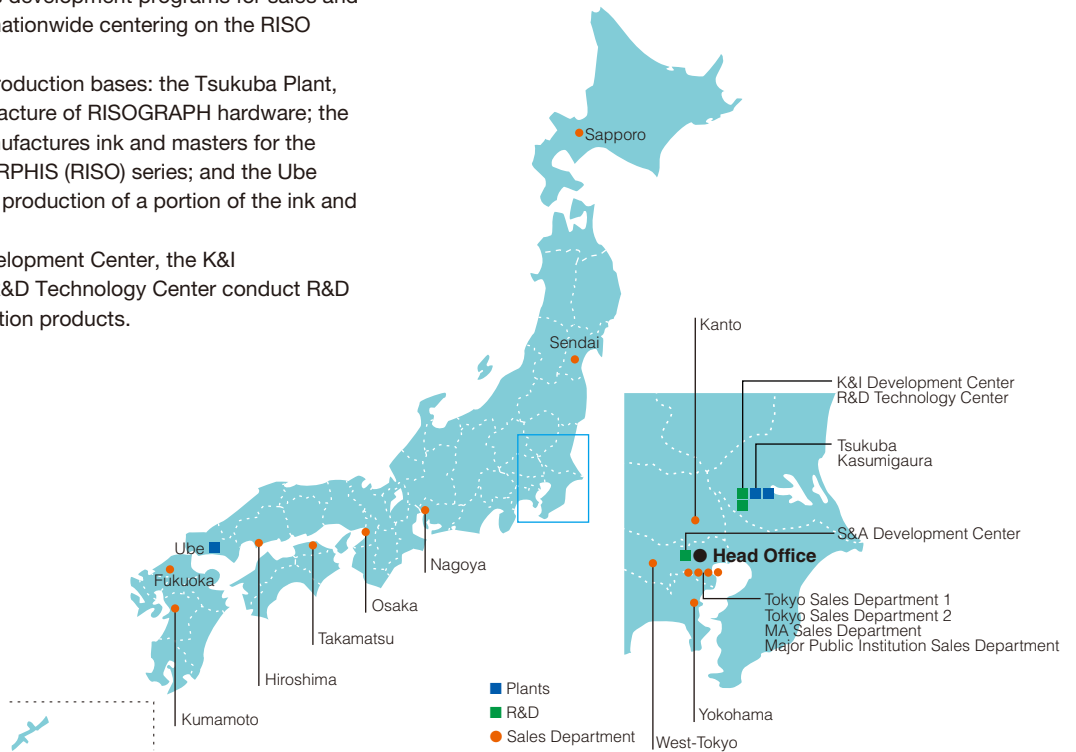 development programs for sales and
nationwide centering on the RISO
roduction bases: the Tsukuba Plant,
acture of RISOGRAPH hardware; the
nufactures ink and masters for the
RPHIS (RISO) series; and the Ube
production of a portion of the ink and
elopment Center, the K&I
&D Technology Center conduct R&D
tion products.
Sapporo
Sendai
Kanto
K&I Development Center
R&D Technology Center
Tsukuba
Kasumigaura
S&A Development Center
Head Office
Tokyo Sales Department 1
Tokyo Sales Department 2
MA Sales Department
Major Public Institution Sales Department
Ube
Fukuoka
Nagoya
Osaka
Takamatsu
Hiroshima
Kumamoto
Plants
R&D
Sales Department
Yokohama
West-Tokyo